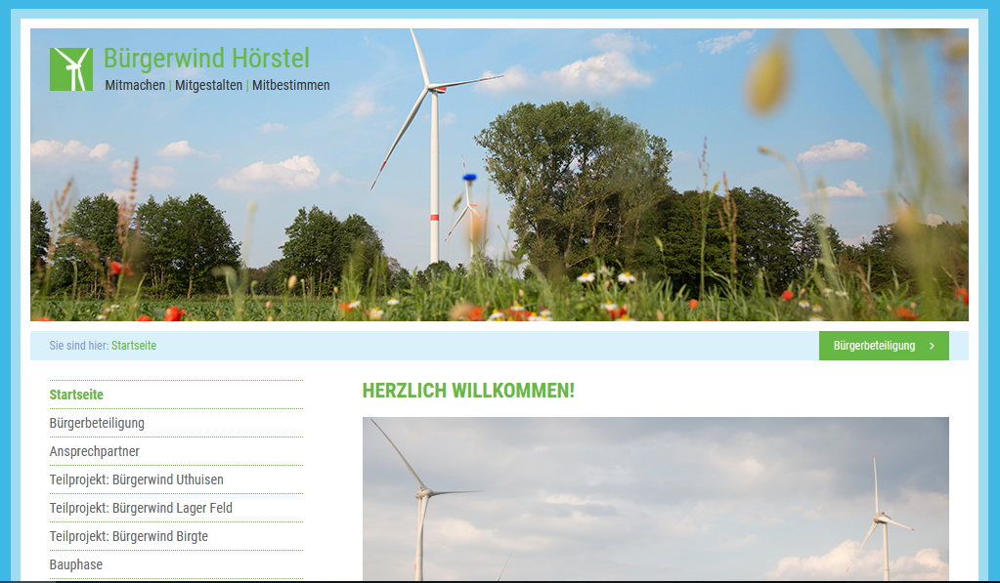 Bürgerwind Hörstel
Mitmachen | Mitgestalten | Mitbestimmen
Sie sind hier: Startseite
Bürgerbeteiligung >
Startseite
Bürgerbeteiligung
Ansprechpartner
Teilprojekt: Bürgerwind Uthuisen
Teilprojekt: Bürgerwind Lager Feld
Teilprojekt: Bürgerwind Birgte
Bauphase
HERZLICH WILLKOMMEN!